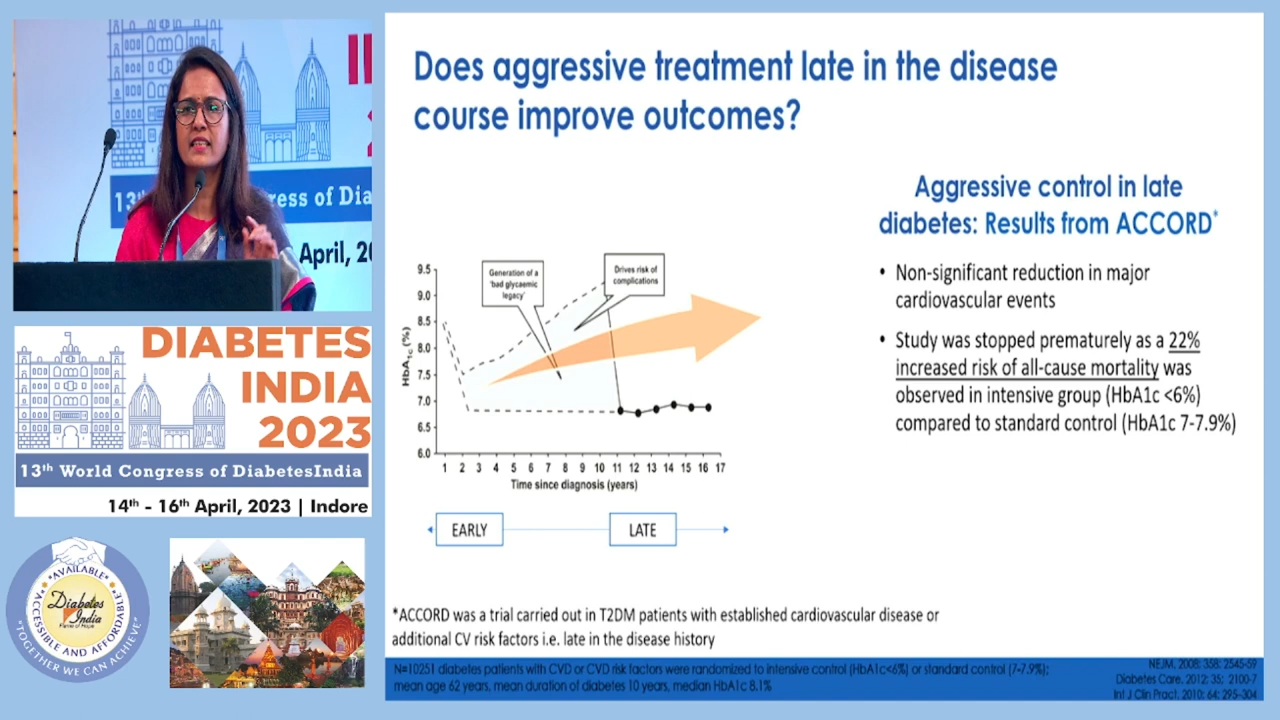 13th
ress of Dia
April, 20
DIABETES
INDIA
2023
13th World Congress of DiabetesIndia
14th - 16th April, 2023 | Indore
*AVAILABLE*
*ACCESSIBLE AND AFFORDABLE*
Diabetes
India
"TOGETHER WE CAN ACHIEVE"
Does aggressive treatment late in the disease
course improve outcomes?
Aggressive control in late
diabetes: Results from ACCORD*
• Non-significant reduction in major
cardiovascular events
• Study was stopped prematurely as a 22%
increased risk of all-cause mortality was
observed in intensive group (HbA1c <6%)
compared to standard control (HbA1c 7-7.9%)
Generation of a
'bad glycaemic
legacy'
Drives risk of
complications
HbA1c (%)
9.5
9.0
8.5
8.0
7.5
7.0
6.5
6.0
1 2 3 4 5 6 7 8 9 10 11 12 13 14 15 16 17
Time since diagnosis (years)
EARLY
LATE
*ACCORD was a trial carried out in T2DM patients with established cardiovascular disease or
additional CV risk factors i.e. late in the disease history
N=10251 diabetes patients with CVD or CVD risk factors were randomized to intensive control (HbA1c<6%) or standard control (7-7.9%);
mean age 62 years, mean duration of diabetes 10 years, median HbA1c 8.1%
NEJM. 2008; 358: 2545-59
Diabetes Care. 2012; 35: 2100-7
Int J Clin Pract. 2010; 64: 295-304